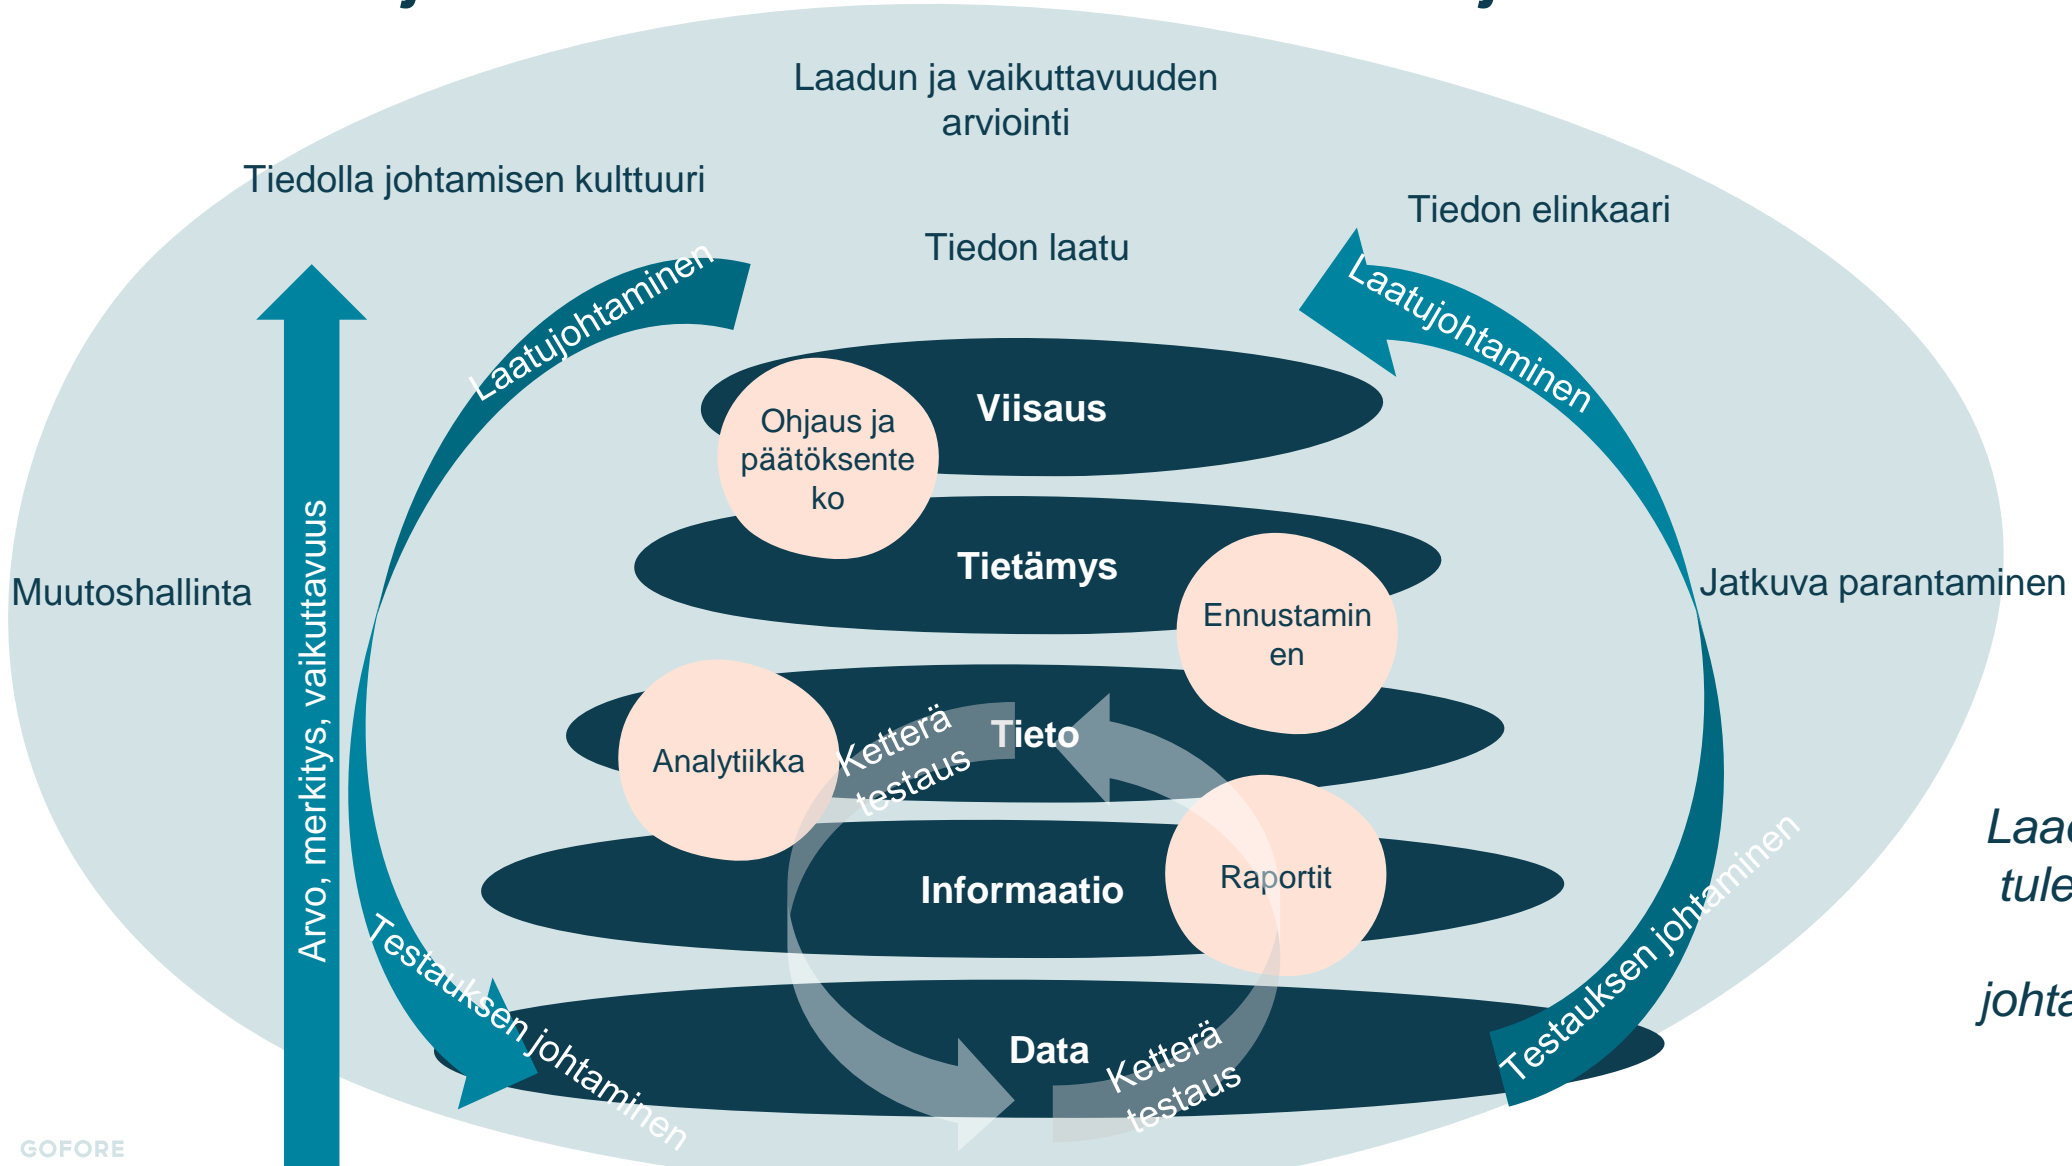 Laadun ja vaikuttavuuden
arviointi
Tiedolla johtamisen kulttuuri
Tiedon elinkaari
Tiedon laatu
Laatujohtaminen
Laatujohtaminen
Viisaus
Ohjaus ja
päätöksente
ko
Tietämys
Muutoshallinta
Jatkuva parantaminen
Ennustamin
en
Arvo, merkitys, vaikuttavuus
Tieto
Ketterä
testaus
Analytiikka
Informaatio
Raportit
Testauksen johtaminen
Testauksen johtaminen
Data
Ketterä
testaus
GOFORE